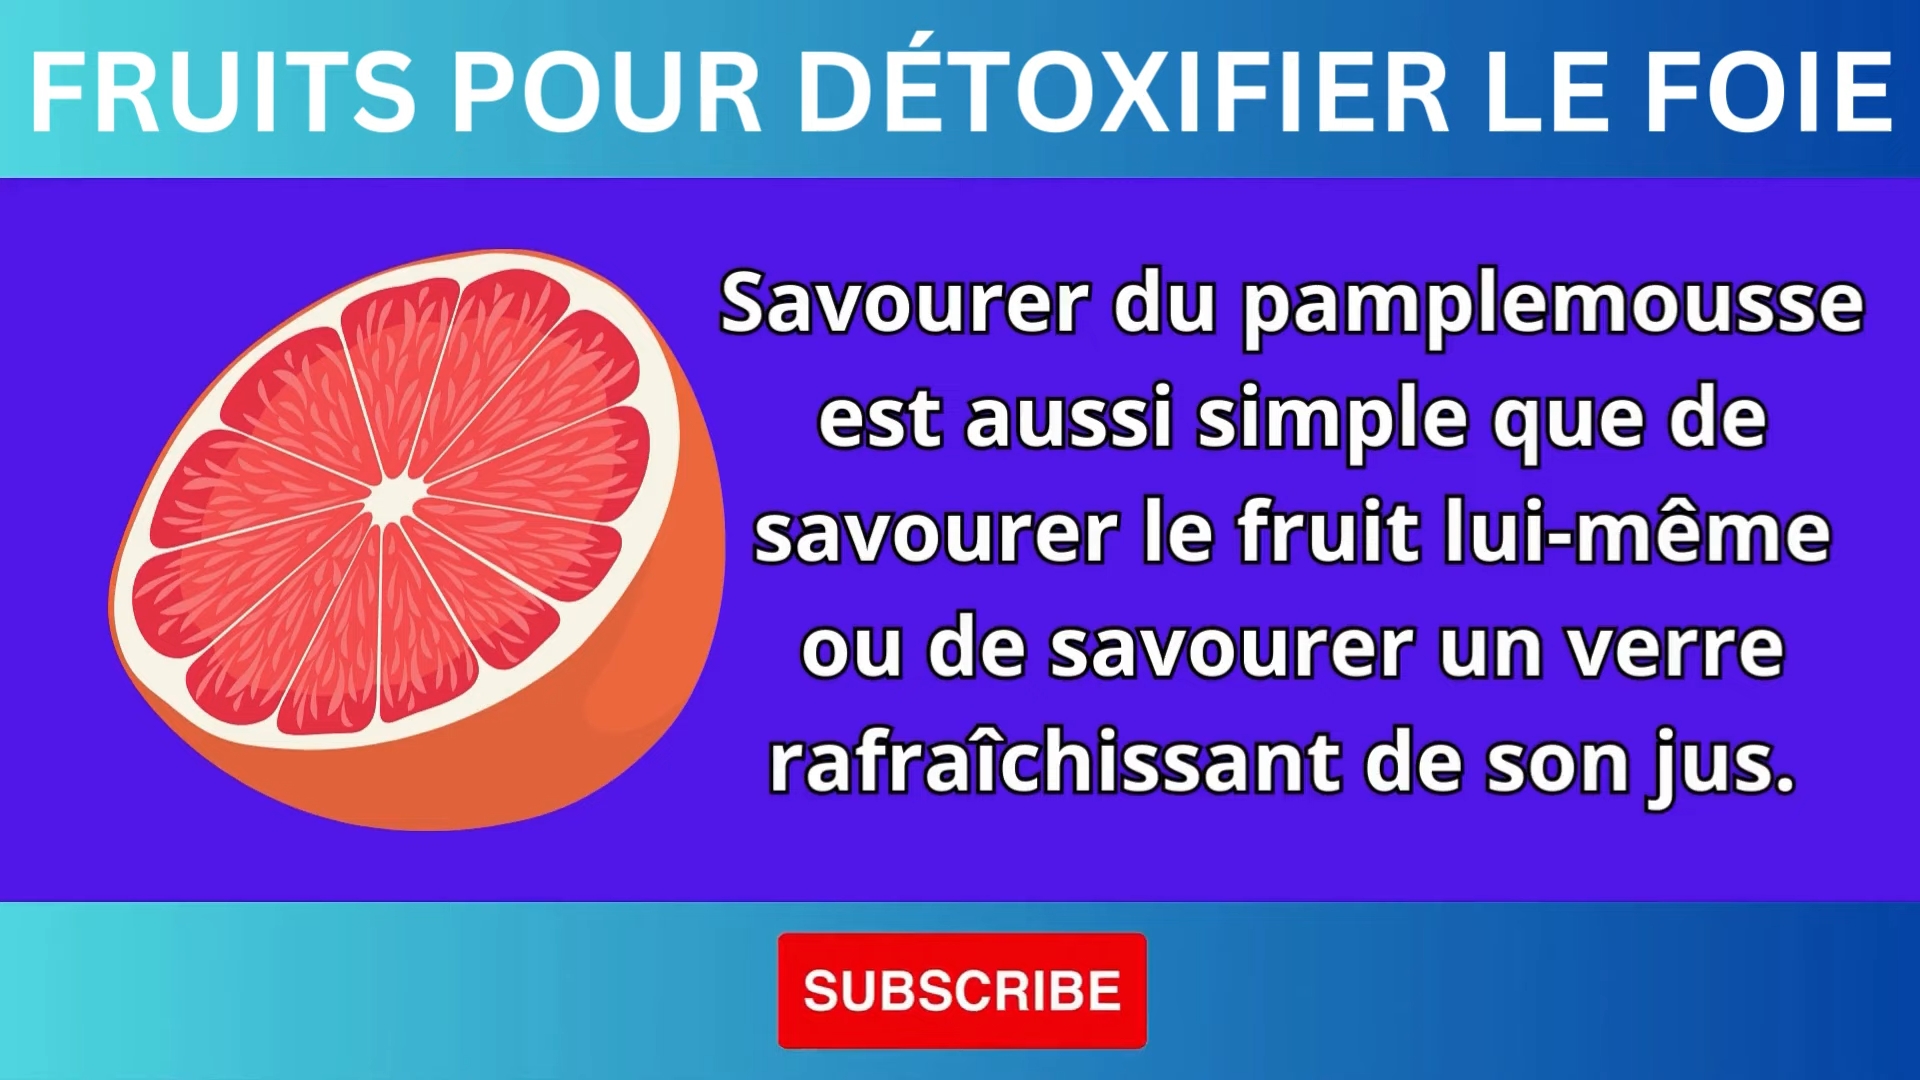 FRUITS POUR DÉTOXIFIER LE FOIE
Savourer du pamplemousse
est aussi simple que de
savourer le fruit lui-même
ou de savourer un verre
rafraîchissant de son jus.
SUBSCRIBE